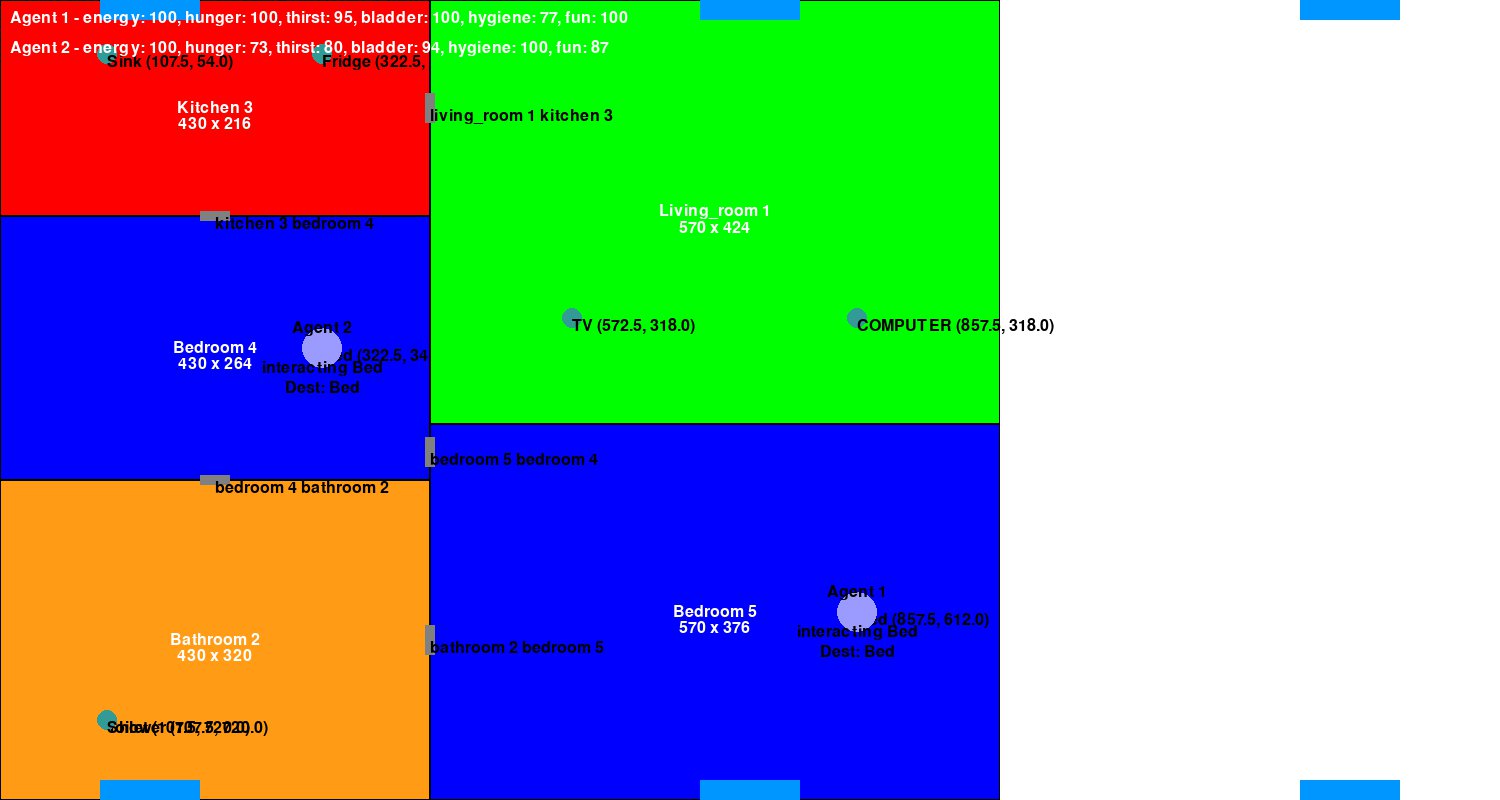 Agent 1 - energy: 100, hunger: 100, thirst: 95, bladder: 100, hygiene: 77, fun: 100
Agent 2 - energy: 100, hunger: 73, thirst: 80, bladder: 94, hygiene: 100, fun: 87
Sink (107.5, 54.0)
Fridge (322.5,
Kitchen 3
430 x 216
living_room 1 kitchen 3
Living_room 1
570 x 424
kitchen 3 bedroom 4
TV (572.5, 318.0)
COMPUTER (857.5, 318.0)
Agent 2
Bedroom 4
430 x 264
(322.5, 34
interacting Bed
Dest: Bed
bedroom 5 bedroom 4
bedroom 4 bathroom 2
Agent 1
(857.5, 612.0)
interacting Bed
Dest: Bed
Bedroom 5
570 x 376
Bathroom 2
430 x 320
bathroom 2 bedroom 5